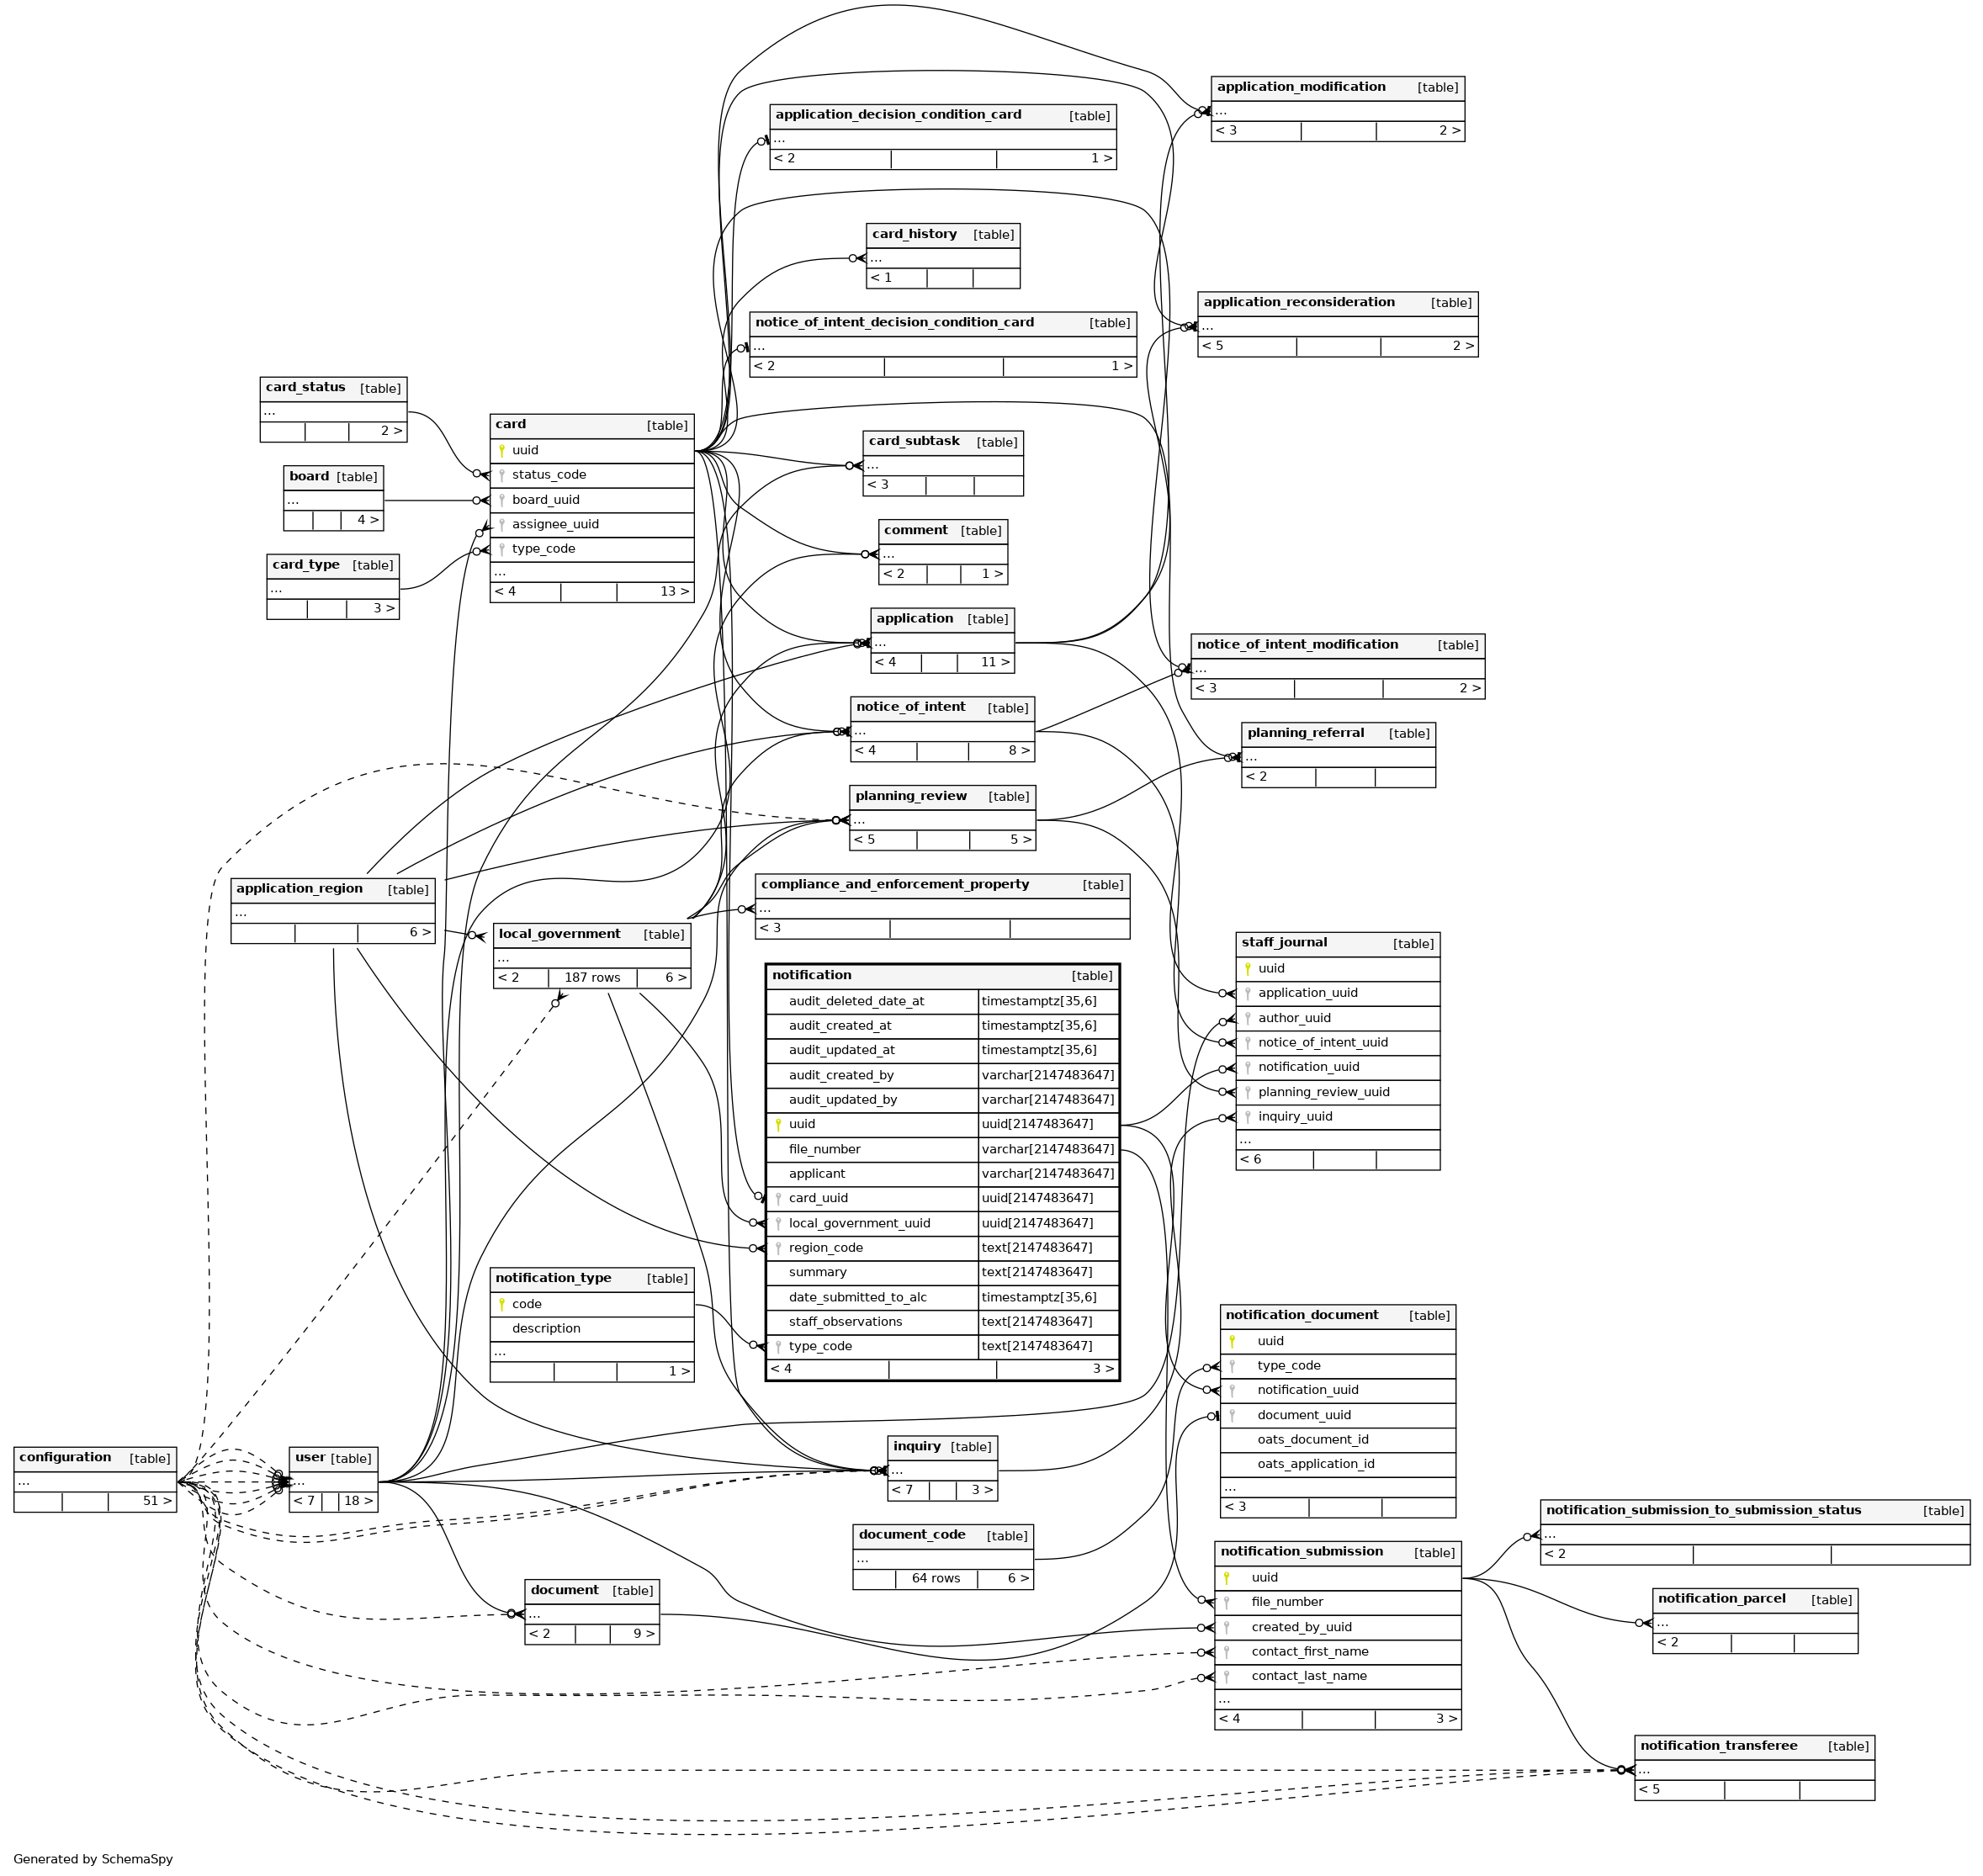 application_modification [table]
...
< 3 2 >
application_decision_condition_card [table]
...
< 2 1 >
card_history [table]
...
< 1
application_reconsideration [table]
...
< 5 2 >
notice_of_intent_decision_condition_card [table]
...
< 2 1 >
card_status [table]
...
2 >
card [table]
uuid
status_code
board_uuid
assignee_uuid
type_code
...
< 4 13 >
board [table]
...
4 >
card_type [table]
...
3 >
card_subtask [table]
...
< 3
comment [table]
...
< 2 1 >
application [table]
...
< 4 11 >
notice_of_intent_modification [table]
...
< 3 2 >
notice_of_intent [table]
...
< 4 8 >
planning_referral [table]
...
< 2
planning_review [table]
...
< 5 5 >
application_region [table]
...
6 >
compliance_and_enforcement_property [table]
...
< 3
local_government [table]
...
< 2 187 rows 6 >
staff_journal [table]
uuid
application_uuid
author_uuid
notice_of_intent_uuid
notification_uuid
planning_review_uuid
inquiry_uuid
...
< 6
notification [table]
audit_deleted_date_at timestamptz[35,6]
audit_created_at timestamptz[35,6]
audit_updated_at timestamptz[35,6]
audit_created_by varchar[2147483647]
audit_updated_by varchar[2147483647]
uuid uuid[2147483647]
file_number varchar[2147483647]
applicant varchar[2147483647]
card_uuid uuid[2147483647]
local_government_uuid uuid[2147483647]
region_code text[2147483647]
summary text[2147483647]
date_submitted_to_alc timestamptz[35,6]
staff_observations text[2147483647]
type_code text[2147483647]
< 4 3 >
notification_type [table]
code
description
...
1 >
notification_document [table]
uuid
type_code
notification_uuid
document_uuid
oats_document_id
oats_application_id
...
< 3
configuration [table]
...
51 >
user [table]
...
< 7 18 >
inquiry [table]
...
< 7 3 >
document_code [table]
...
64 rows 6 >
document [table]
...
< 2 9 >
notification_submission [table]
uuid
file_number
created_by_uuid
contact_first_name
contact_last_name
...
< 4 3 >
notification_submission_to_submission_status [table]
...
< 2
notification_parcel [table]
...
< 2
notification_transferee [table]
...
< 5
Generated by SchemaSpy